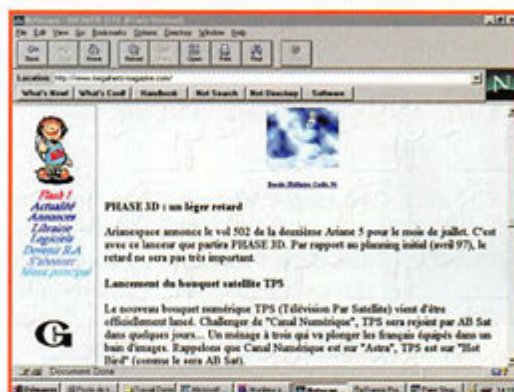 File Edit View Go Bookmarks Options Directory Window Help
Back Home Reload Open Print Find
Location: http://www.megahertz-magazine.com/
What's New! What's Cool! Handbook Net Search Net Directory Software
N
Flash !
Actualité
Annonces
Librairie
Logiciels
Devenir R.A
S'abonner
Menu principal
PHASE 3D : un léger retard
Arianespace annonce le vol 502 de la deuxième Ariane 5 pour le mois de juillet. C'est
avec ce lanceur que partira PHASE 3D. Par rapport au planning initial (avril 97), le
retard ne sera pas très important.
Lancement du bouquet satellite TPS
Le nouveau bouquet numérique TPS (Télévision Par Satellite) vient d'être
officiellement lancé. Challenger de "Canal Numérique", TPS sera rejoint par AB Sat
dans quelques jours... Un ménage à trois qui va plonger les français équipés dans un
bain d'images. Rappelons que Canal Numérique est sur "Astra", TPS est sur "Hot
Bird" (comme le sera AB Sat).
G
Document Done